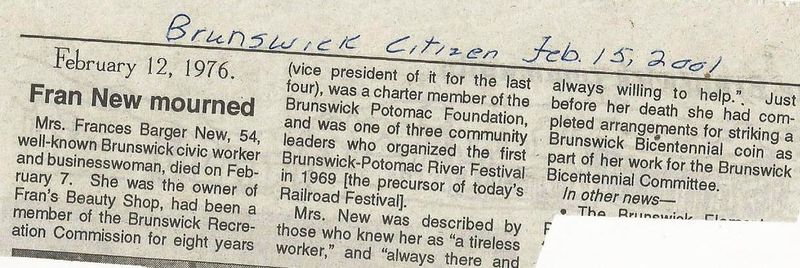 Brunswick Citizen Feb. 15, 2001
February 12, 1976.
Fran New mourned
Mrs. Frances Barger New, 54,
well-known Brunswick civic worker
and businesswoman, died on Feb-
ruary 7. She was the owner of
Fran's Beauty Shop, had been a
member of the Brunswick Recre-
ation Commission for eight years
(vice president of it for the last
four), was a charter member of the
Brunswick Potomac Foundation,
and was one of three community
leaders who organized the first
Brunswick-Potomac River Festival
in 1969 [the precursor of today's
Railroad Festival].
Mrs. New was described by
those who knew her as "a tireless
worker," and "always there and
always willing to help.". Just
before her death she had com-
pleted arrangements for striking a
Brunswick Bicentennial coin as
part of her work for the Brunswick
Bicentennial Committee.
In other news—
• The Brunswick